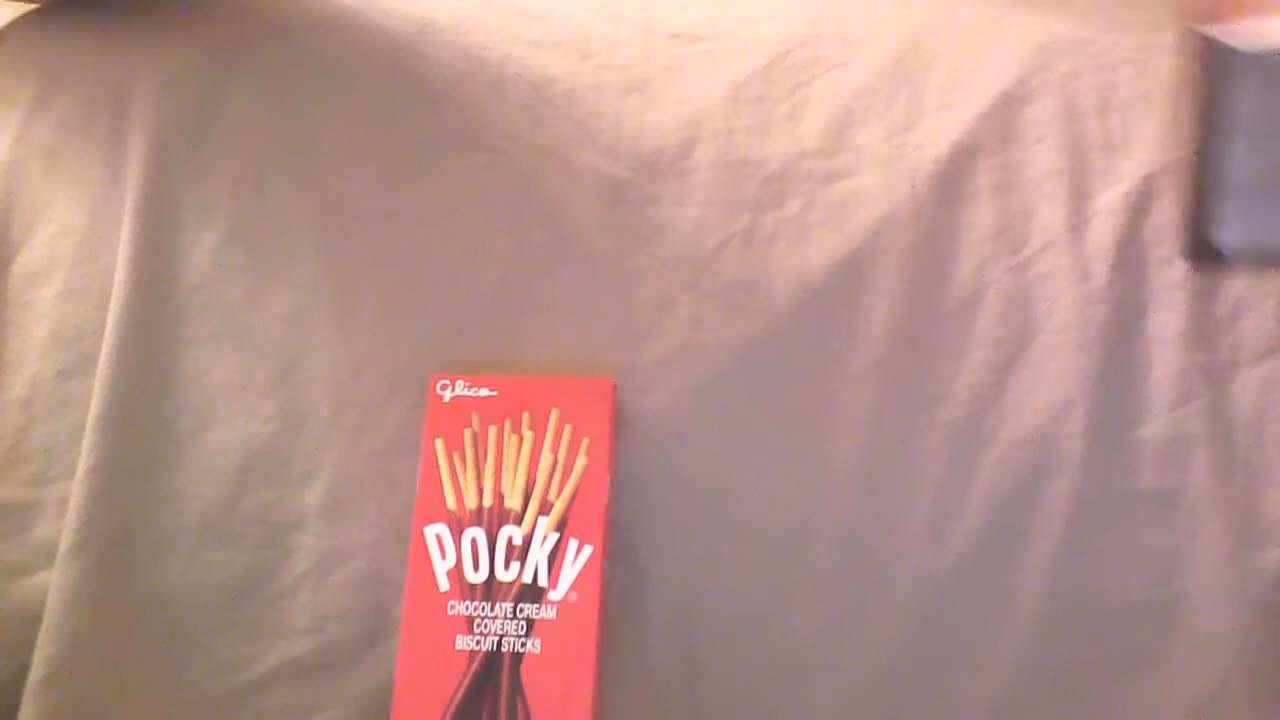 Glico
Pocky
CHOCOLATE CREAM
COVERED
BISCUIT STICKS